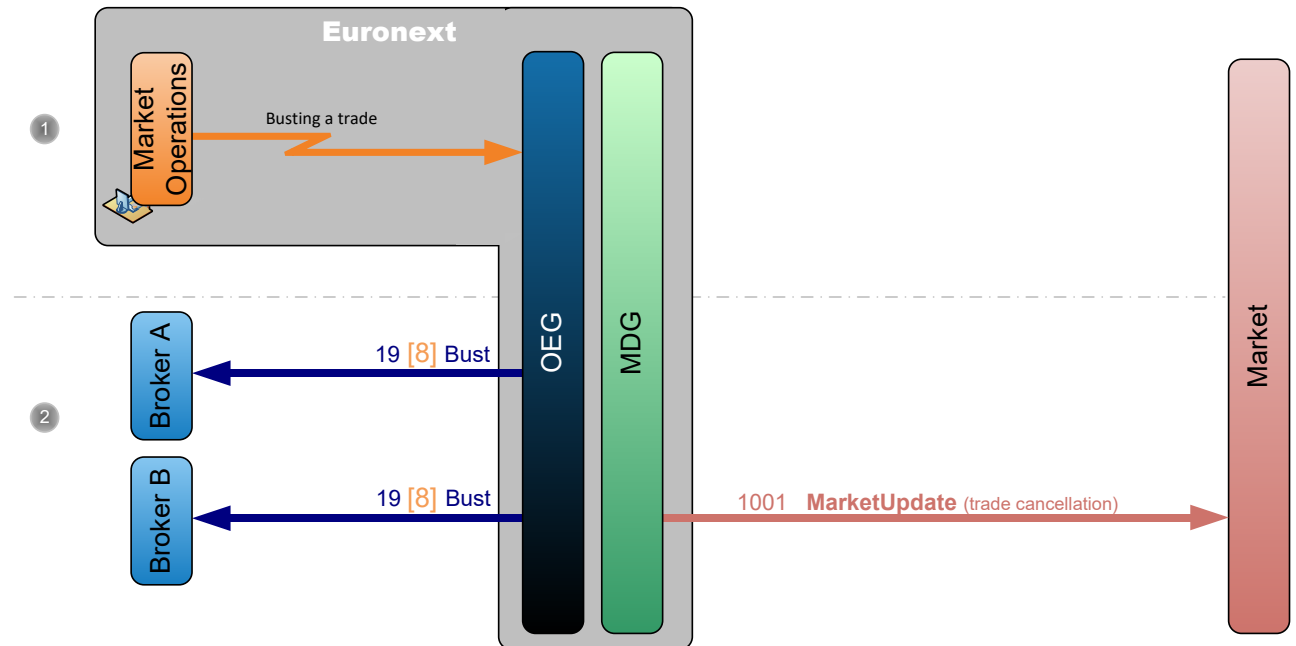 Euronext
Market
Operations
1
Busting a trade
OEG
MDG
Market
Broker A
19 [8] Bust
2
Broker B
19 [8] Bust
1001 MarketUpdate (trade cancellation)